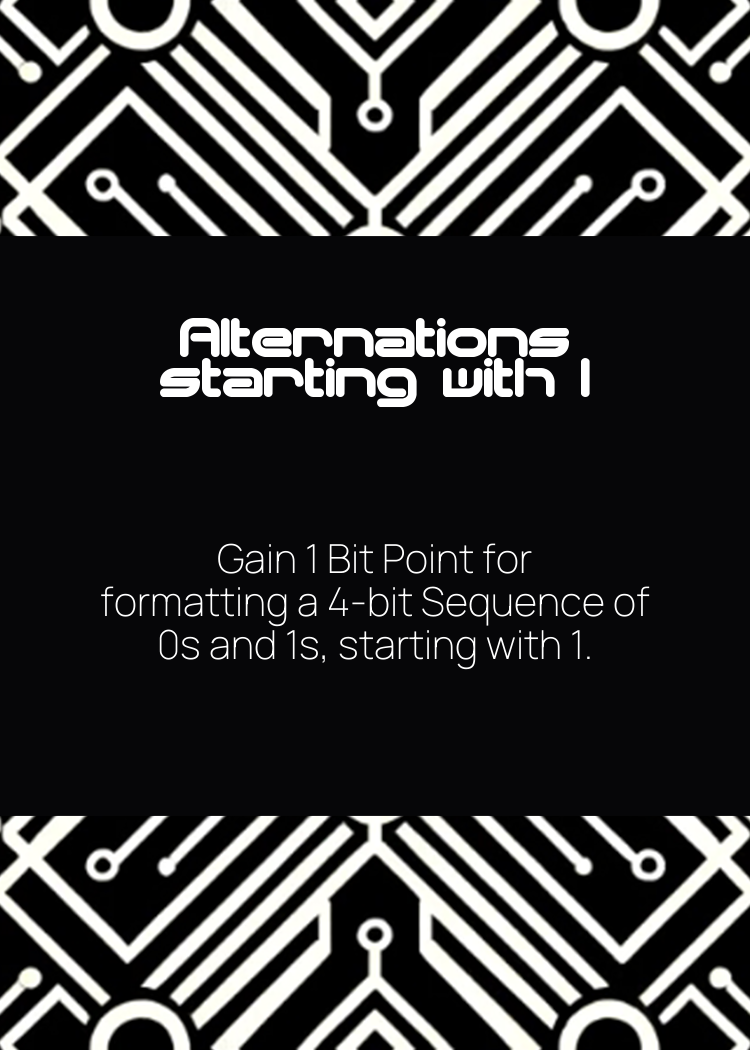 Alternations
starting with 1
Gain 1 Bit Point for
formatting a 4-bit Sequence of
0s and 1s, starting with 1.